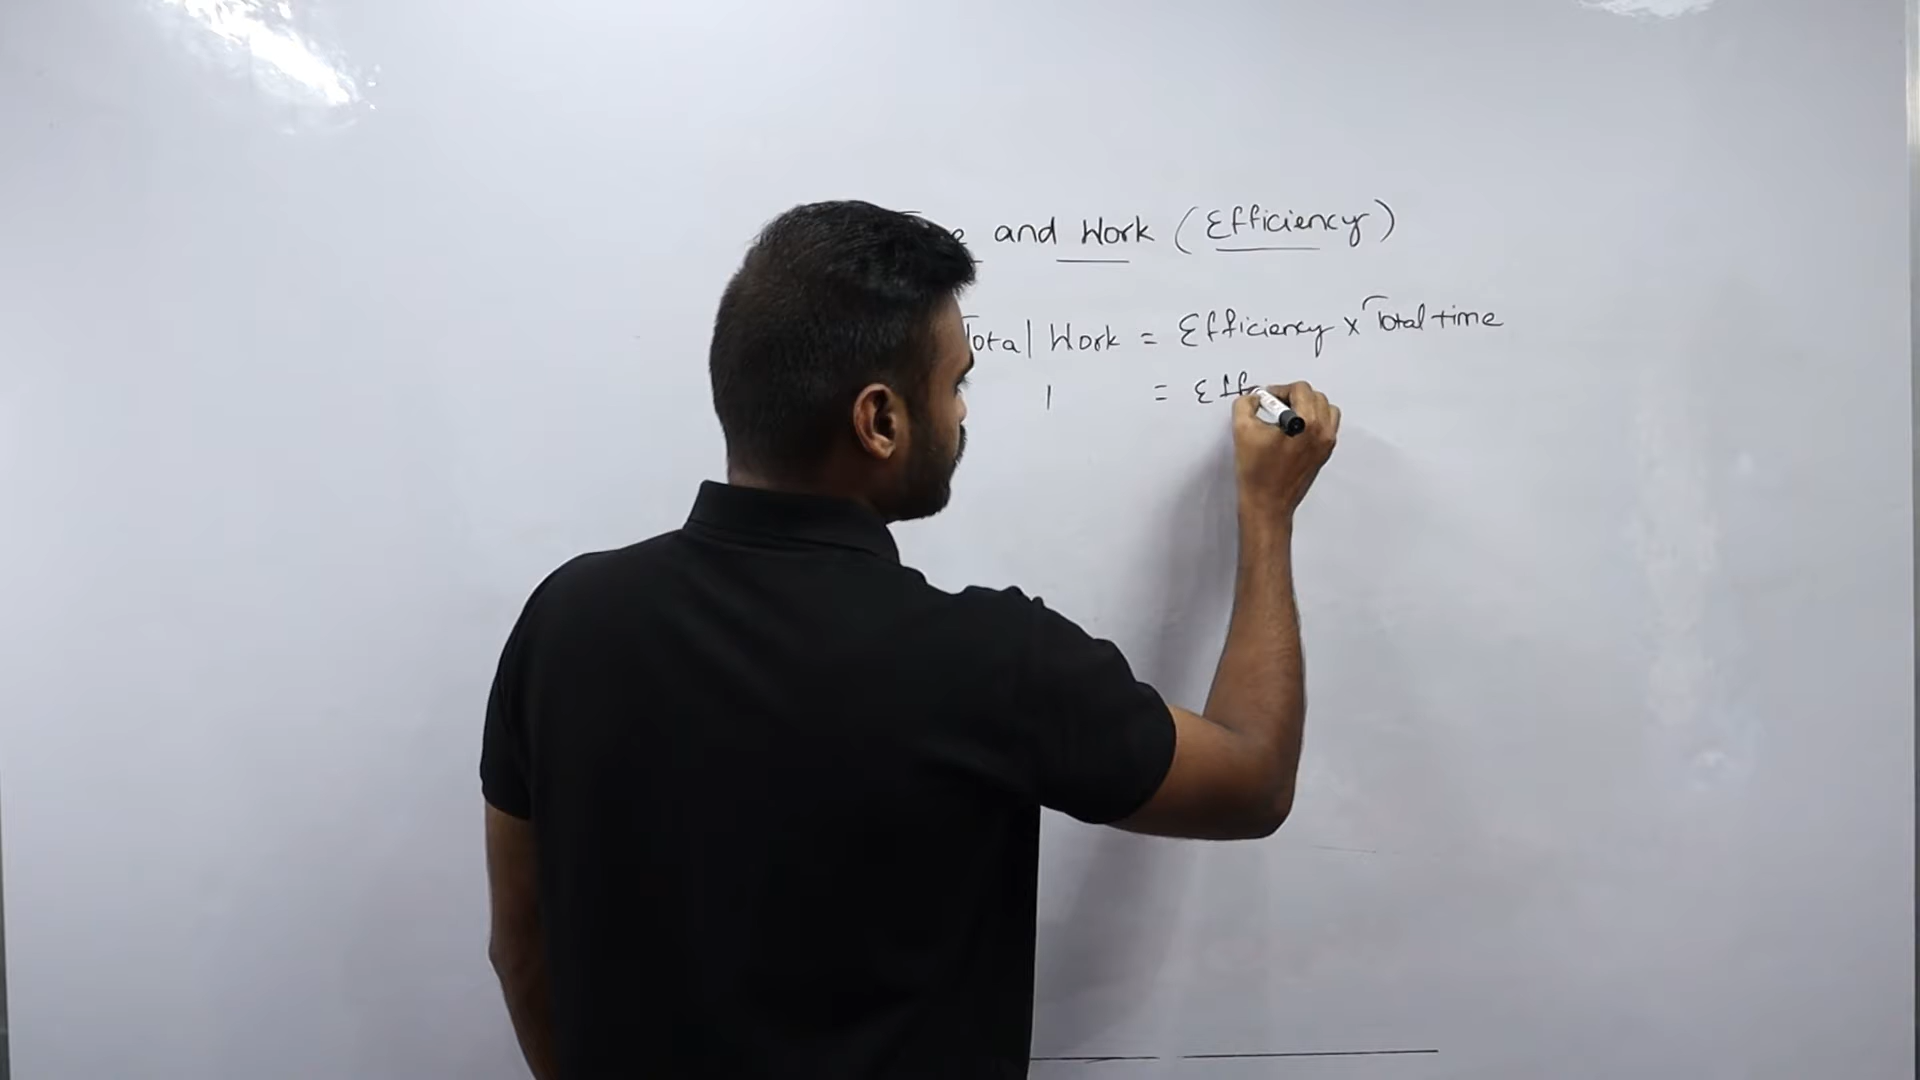 and Work (Efficiency)
Total Work = Efficiency x Total time
1 = Eff